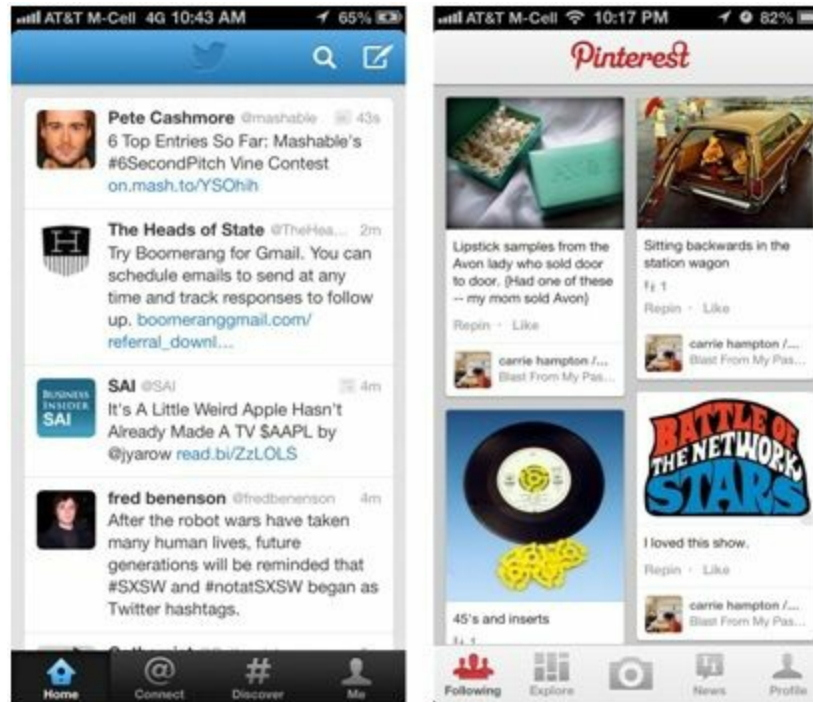 AT&T M-Cell 4G 10:43 AM 65%
Pete Cashmore @mashable 43s
6 Top Entries So Far: Mashable's
#6SecondPitch Vine Contest
on.mash.to/YSOhih
The Heads of State @TheHea... 2m
Try Boomerang for Gmail. You can
schedule emails to send at any
time and track responses to follow
up. boomeranggmail.com/
referral_downl...
BUSINESS
INSIDER
SAI
SAI @SAI 4m
It's A Little Weird Apple Hasn't
Already Made A TV $AAPL by
@jyarow read.bi/ZzLOLS
fred benenson @fredbenenson 4m
After the robot wars have taken
many human lives, future
generations will be reminded that
#SXSW and #notatSXSW began as
Twitter hashtags.
Home Connect Discover Me
AT&T M-Cell 10:17 PM 82%
Pinterest
AVON
Lipstick samples from the
Avon lady who sold door
to door. {Had one of these
-- my mom sold Avon}
Repin · Like
carrie hampton /...
Blast From My Pas...
Sitting backwards in the
station wagon
1
Repin · Like
carrie hampton /...
Blast From My Pas...
45's and inserts
1
BATTLE OF
THE NETWORK
STARS
I loved this show.
Repin · Like
carrie hampton /...
Blast From My Pas...
Following Explore News Profile